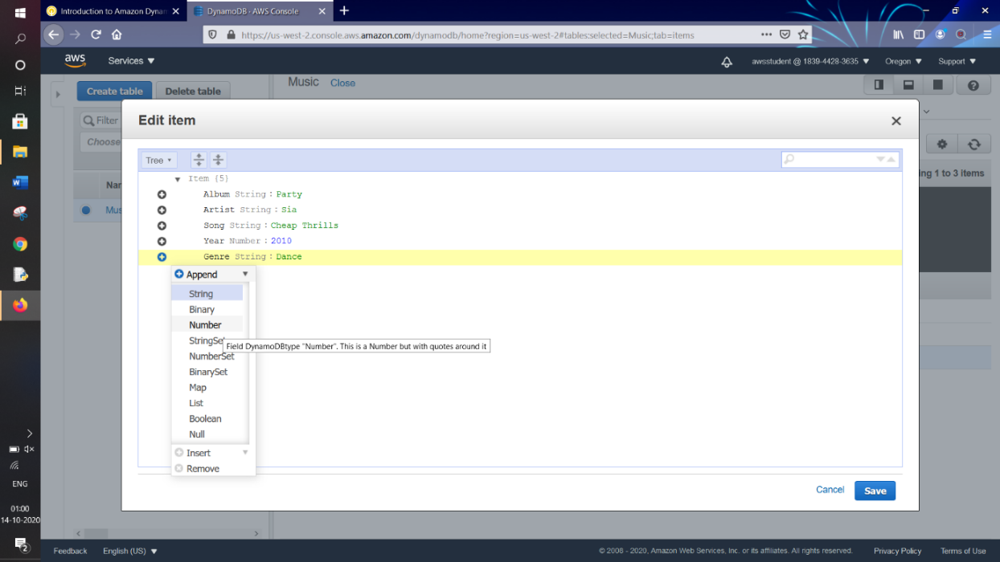 Introduction to Amazon Dynam
DynamoDB - AWS Console
https://us-west-2.console.aws.amazon.com/dynamodb/home?region=us-west-2#tables:selected=Music;tab=items
aws
Services
awsstudent @ 1839-4428-3635
Oregon
Support
Create table
Delete table
Music
Close
Filter
Choose
Nar
Mus
ng 1 to 3 items
Edit item
Tree
Item {5}
Album String : Party
Artist String : Sia
Song String : Cheap Thrills
Year Number : 2010
Genre String : Dance
Append
String
Binary
Number
StringSe
Field DynamoDBtype "Number". This is a Number but with quotes around it
NumberSet
BinarySet
Map
List
Boolean
Null
Insert
Remove
Cancel
Save
ENG
01:00
14-10-2020
2
Feedback
English (US)
© 2008 - 2020, Amazon Web Services, Inc. or its affiliates. All rights reserved.
Privacy Policy
Terms of Use